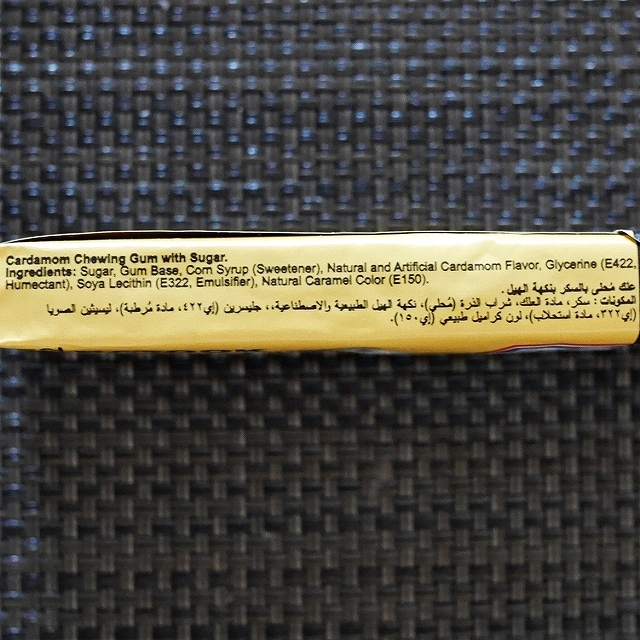 Cardamom Chewing Gum with Sugar.
Ingredients: Sugar, Gum Base, Corn Syrup (Sweetener), Natural and Artificial Cardamom Flavor, Glycerine (E422,
Humectant), Soya Lecithin (E322, Emulsifier), Natural Caramel Color (E150).
علك مُحلى بالسكر بنكهة الهيل.
المكونات : سكر، مادة العلك، شراب الذرة (مُحلي)، نكهة الهيل الطبيعية والاصطناعية،، جليسرين (إي٤٢٢، مادة مُرطبة)، ليسيثين الصويا
(إي٣٢٢، مادة استحلاب)، لون كراميل طبيعي (إي١٥٠).